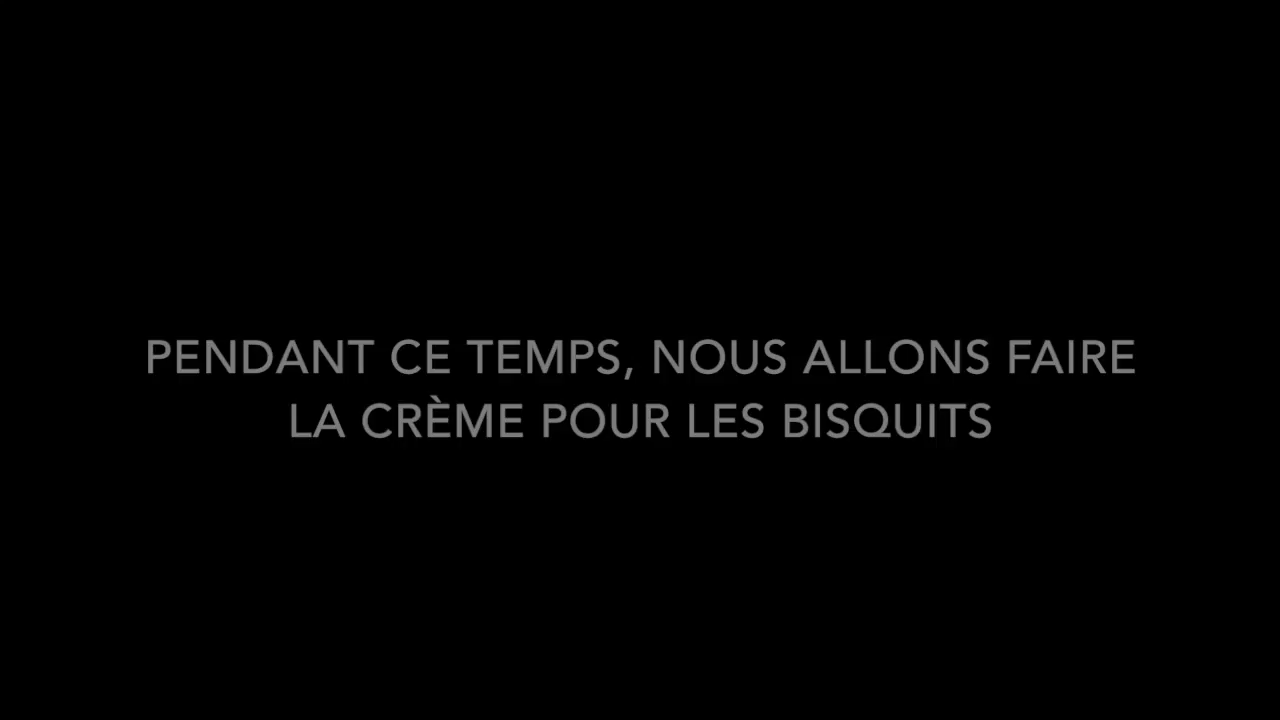 PENDANT CE TEMPS, NOUS ALLONS FAIRE
LA CRÈME POUR LES BISQUITS